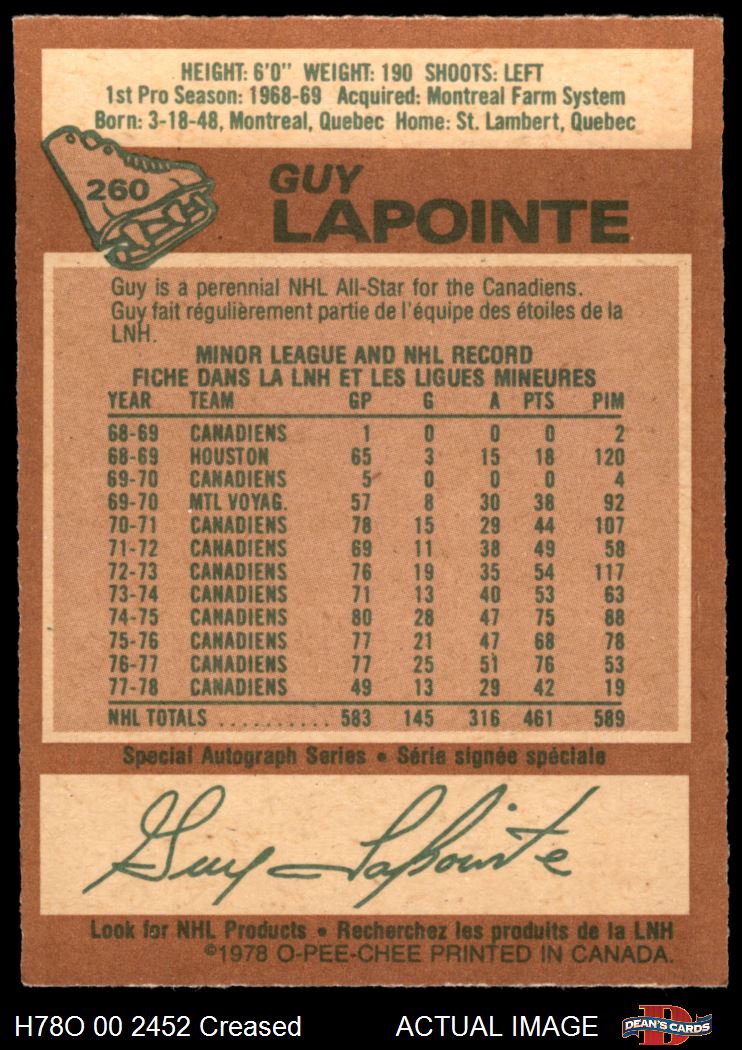 HEIGHT: 6'0" WEIGHT: 190 SHOOTS: LEFT
1st Pro Season: 1968-69 Acquired: Montreal Farm System
Born: 3-18-48, Montreal, Quebec Home: St. Lambert, Quebec
260
GUY
LAPOINTE
Guy is a perennial NHL All-Star for the Canadiens.
Guy fait régulièrement partie de l'équipe des étoiles de la
LNH.
MINOR LEAGUE AND NHL RECORD
FICHE DANS LA LNH ET LES LIGUES MINEURES
YEAR TEAM GP G A PTS PIM
68-69 CANADIENS 1 0 0 0 2
68-69 HOUSTON 65 3 15 18 120
69-70 CANADIENS 5 0 0 0 4
69-70 MTL VOYAG. 57 8 30 38 92
70-71 CANADIENS 78 15 29 44 107
71-72 CANADIENS 69 11 38 49 58
72-73 CANADIENS 76 19 35 54 117
73-74 CANADIENS 71 13 40 53 63
74-75 CANADIENS 80 28 47 75 88
75-76 CANADIENS 77 21 47 68 78
76-77 CANADIENS 77 25 51 76 53
77-78 CANADIENS 49 13 29 42 19
NHL TOTALS .......... 583 145 316 461 589
Special Autograph Series • Série signée spéciale
Guy Lapointe
Look for NHL Products • Recherchez les produits de la LNH
©1978 O-PEE-CHEE PRINTED IN CANADA.
H78O 00 2452 Creased ACTUAL IMAGE
D
DEAN'S CARDS